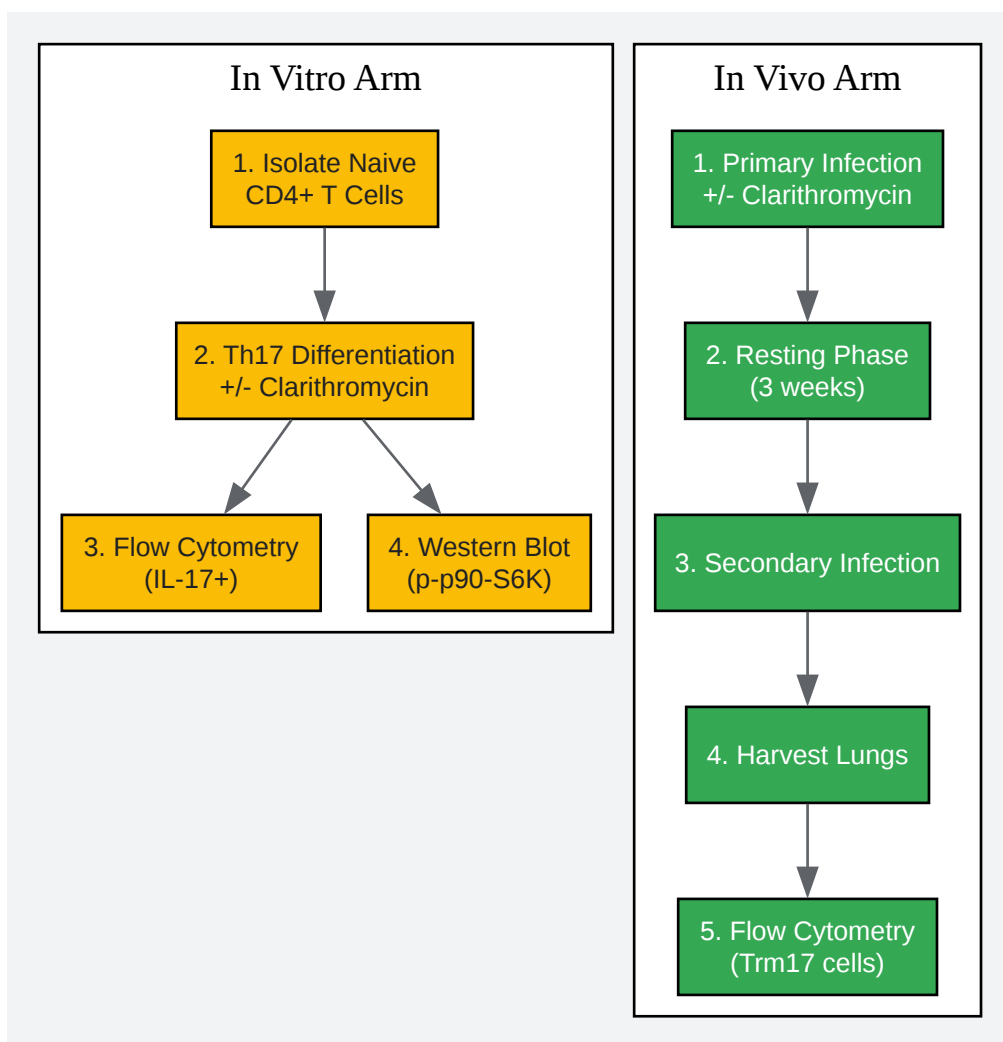 In Vitro Arm
1. Isolate Naive
CD4+ T Cells
2. Th17 Differentiation
+/- Clarithromycin
3. Flow Cytometry
(IL-17+)
4. Western Blot
(p-p90-S6K)
In Vivo Arm
1. Primary Infection
+/- Clarithromycin
2. Resting Phase
(3 weeks)
3. Secondary Infection
4. Harvest Lungs
5. Flow Cytometry
(Trm17 cells)